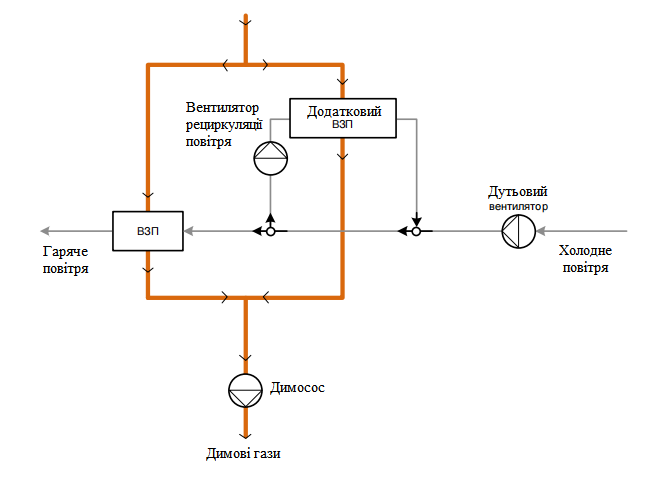 Вентилятор
рециркуляції
повітря
Додатковий
ВЗП
Дутьовий
вентилятор
ВЗП
Гаряче
повітря
Холодне
повітря
Димосос
Димові гази